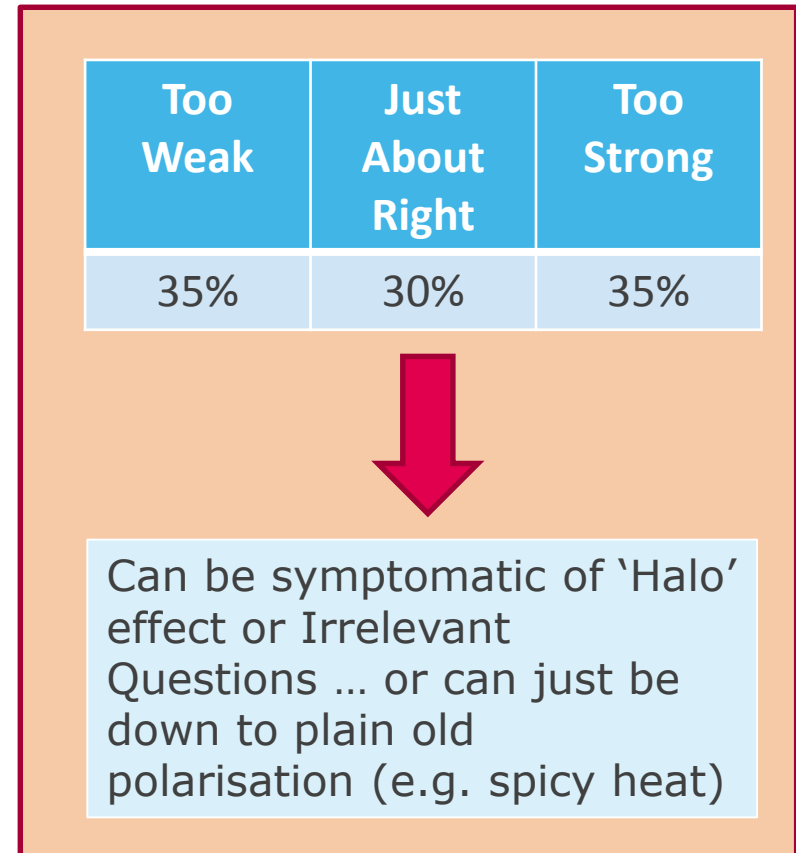 Too Weak Just About Right Too Strong
35% 30% 35%
Can be symptomatic of ‘Halo’
effect or Irrelevant
Questions … or can just be
down to plain old
polarisation (e.g. spicy heat)